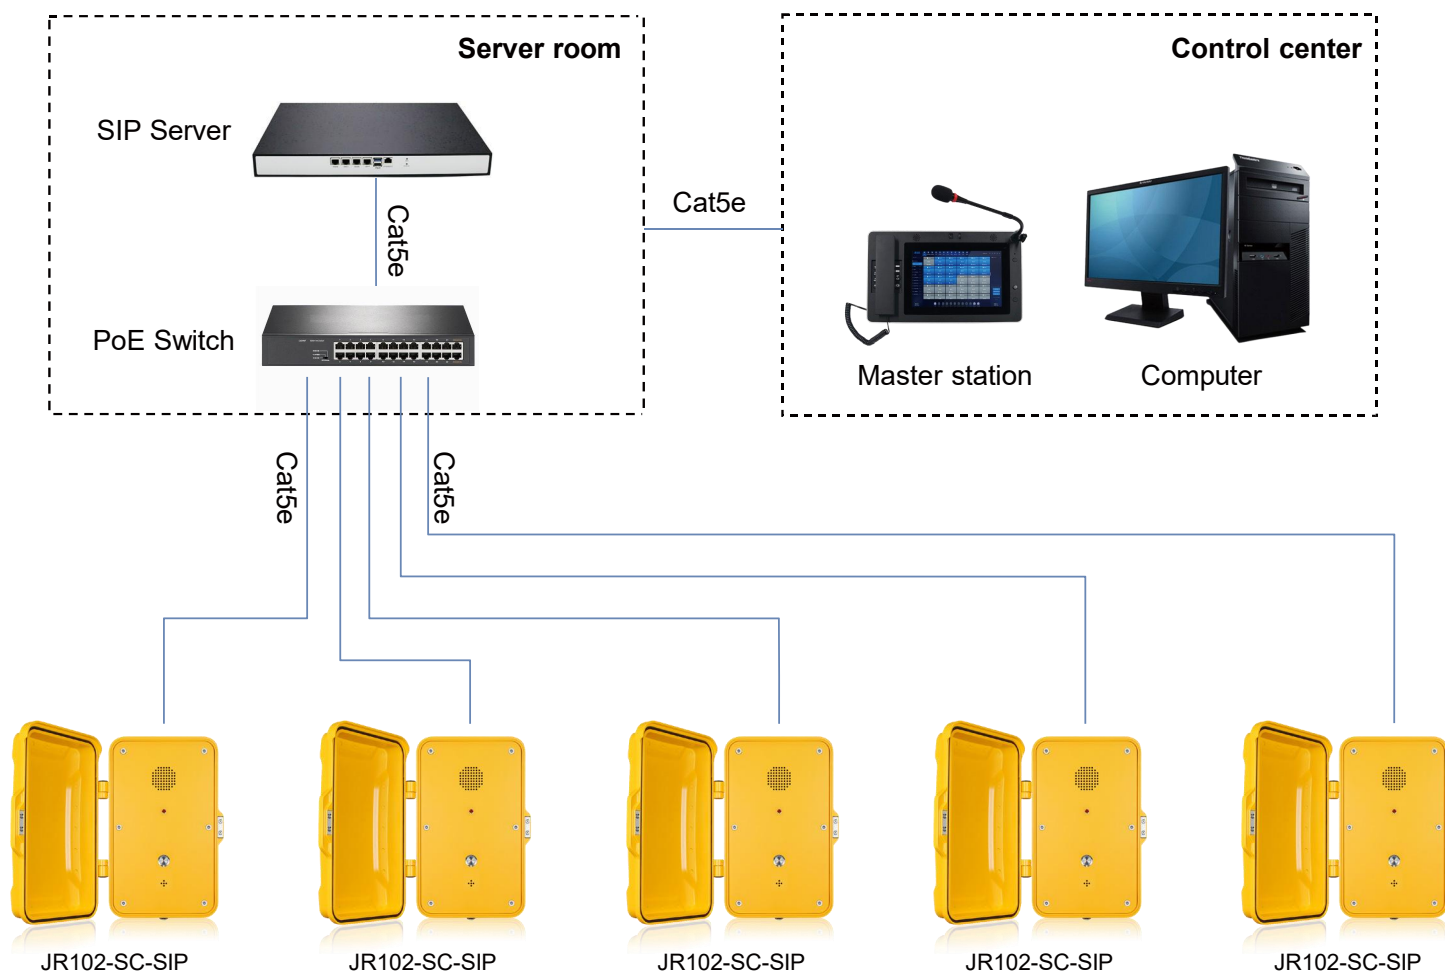 Server room
Control center
SIP Server
Cat5e
Cat5e
PoE Switch
Master station
Computer
Cat5e
Cat5e
JR102-SC-SIP
JR102-SC-SIP
JR102-SC-SIP
JR102-SC-SIP
JR102-SC-SIP